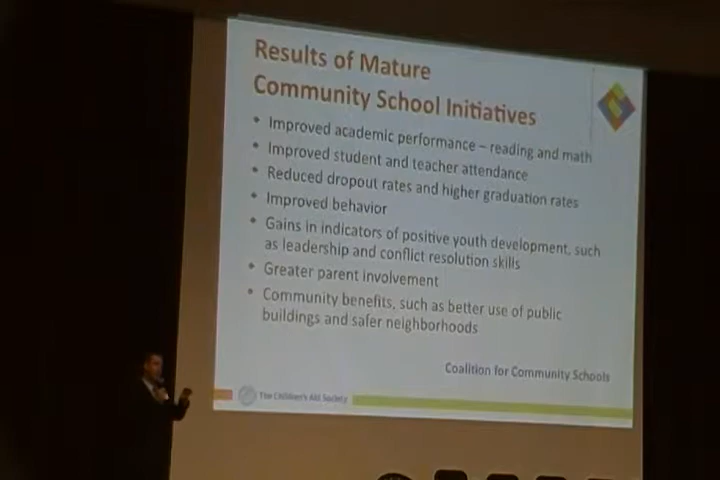 Results of Mature
Community School Initiatives
• Improved academic performance – reading and math
• Improved student and teacher attendance
• Reduced dropout rates and higher graduation rates
• Improved behavior
• Gains in indicators of positive youth development, such
as leadership and conflict resolution skills
• Greater parent involvement
• Community benefits, such as better use of public
buildings and safer neighborhoods
Coalition for Community Schools
The Children's Aid Society